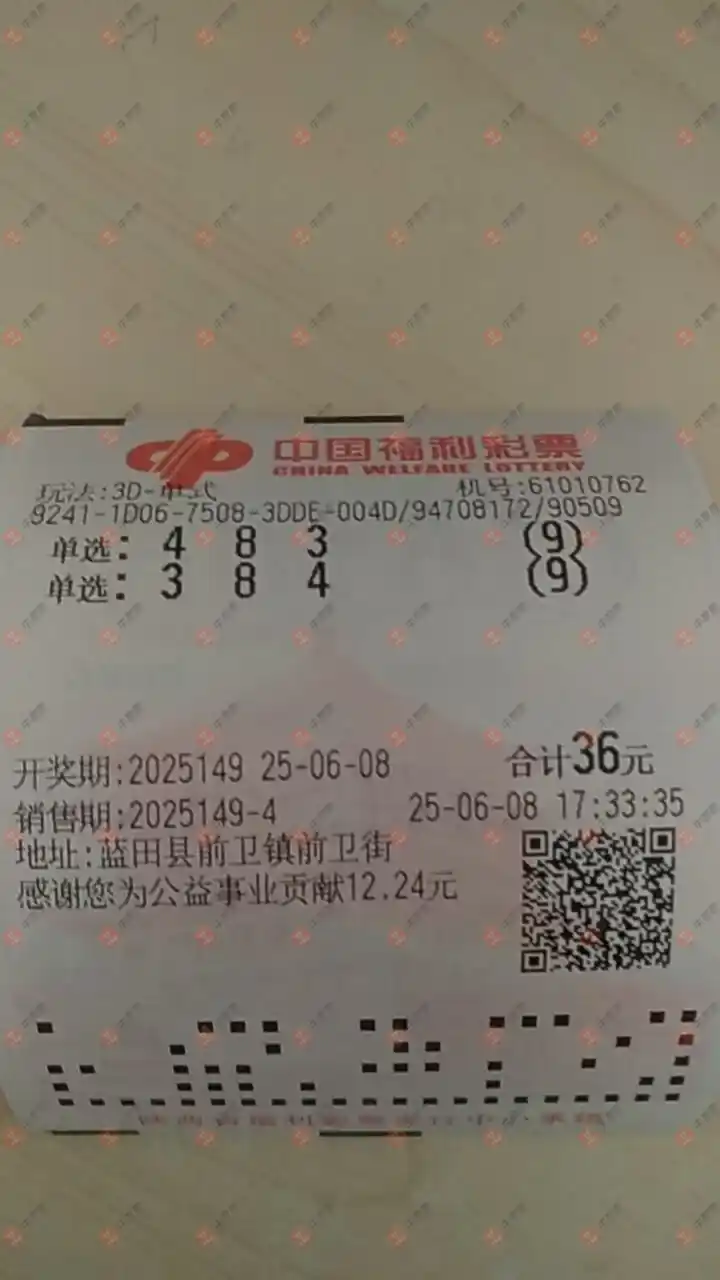 中国福利彩票
CHINA WELFARE LOTTERY
玩法:3D-单式 机号:61010762
9241-1D06-7508-3DDE-004D/94708172/90509
单选: 4 8 3 (9)
单选: 3 8 4 (9)
开奖期:2025149 25-06-08 合计36元
销售期:2025149-4 25-06-08 17:33:35
地址:蓝田县前卫镇前卫街
感谢您为公益事业贡献12.24元